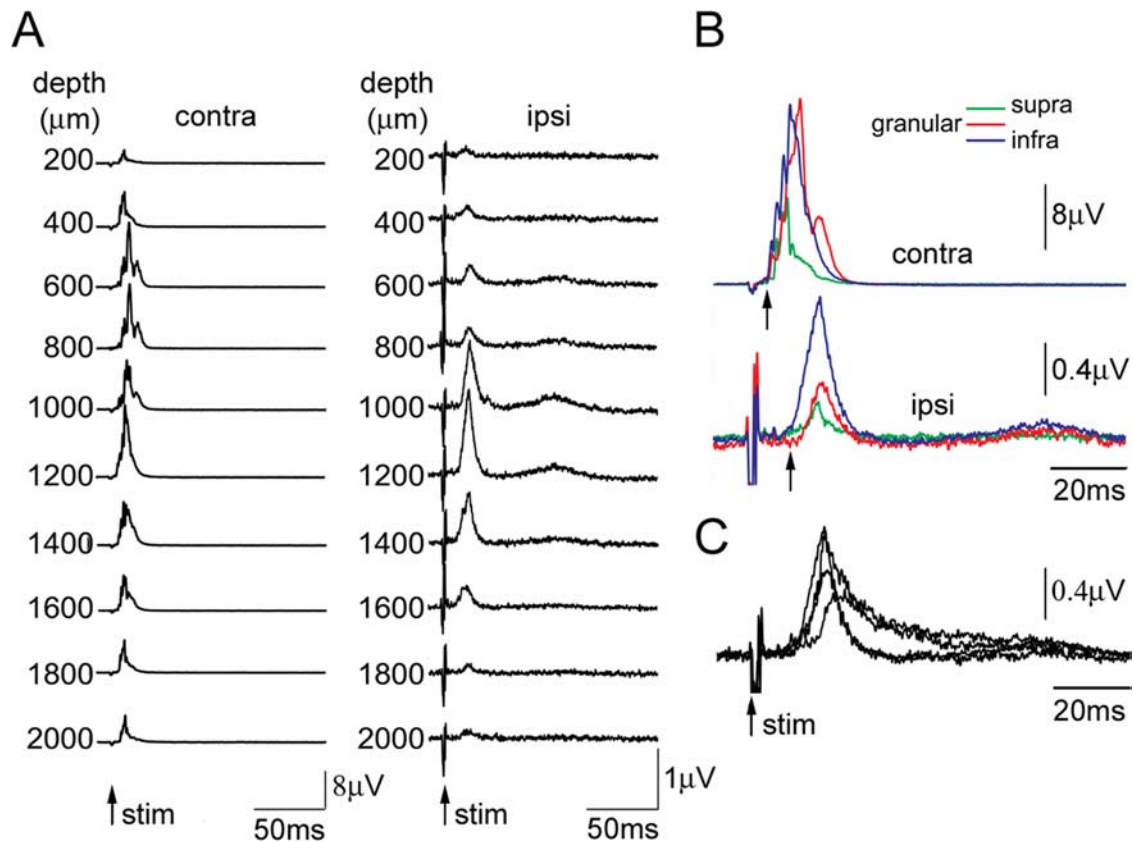 A
depth
(μm)
contra
200
400
600
800
1000
1200
1400
1600
1800
2000
stim
8μV
50ms
depth
(μm)
ipsi
200
400
600
800
1000
1200
1400
1600
1800
2000
stim
1μV
50ms
B
supra
granular
infra
8μV
contra
0.4μV
ipsi
20ms
C
0.4μV
20ms
stim